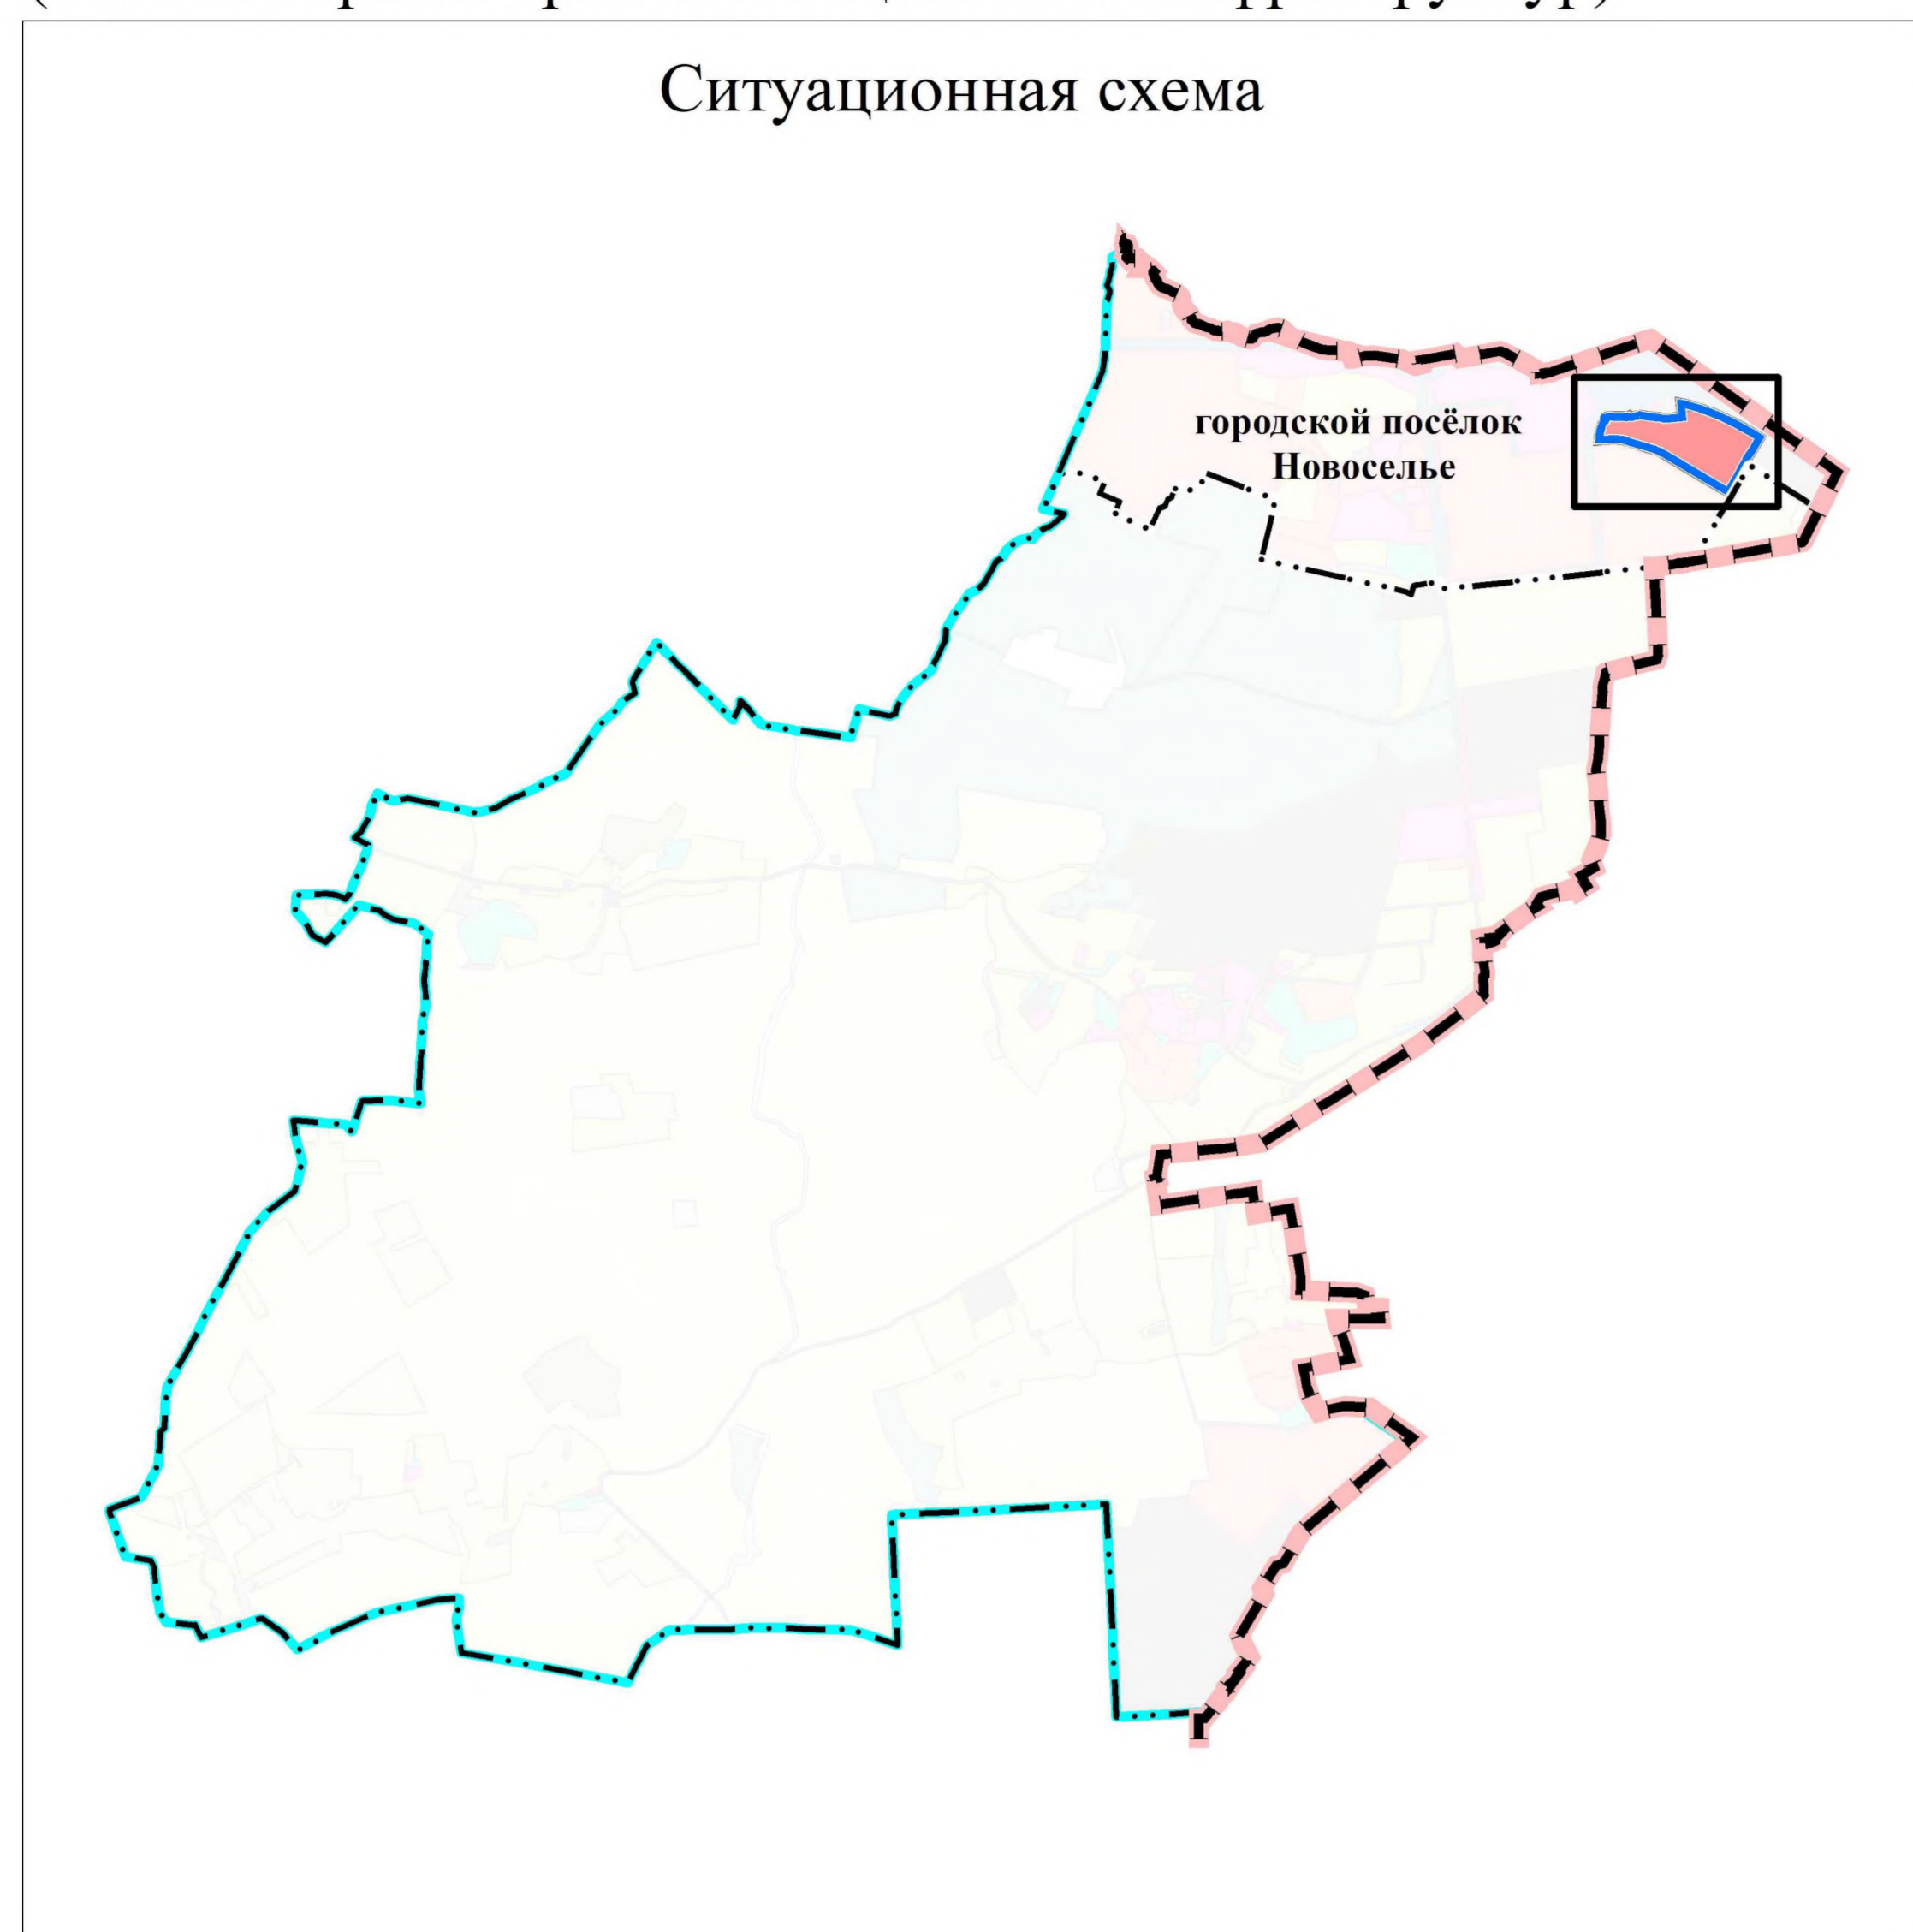 Ситуационная схема
городской посёлок
Новоселье